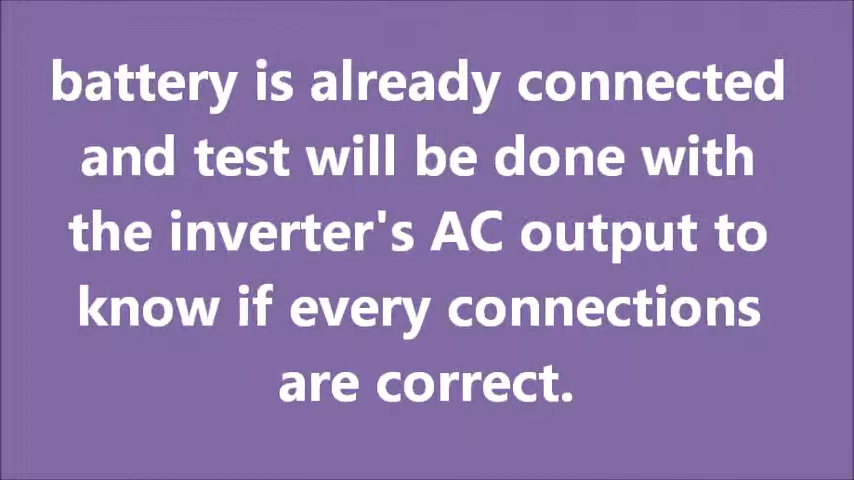 battery is already connected
and test will be done with
the inverter's AC output to
know if every connections
are correct.